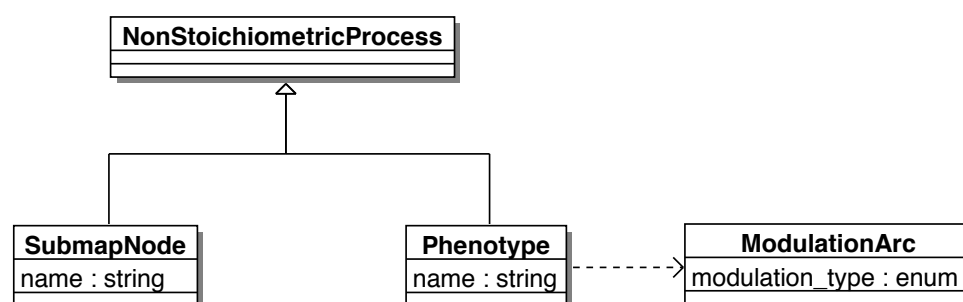 NonStoichiometricProcess
SubmapNode
name : string
Phenotype
name : string
ModulationArc
modulation_type : enum